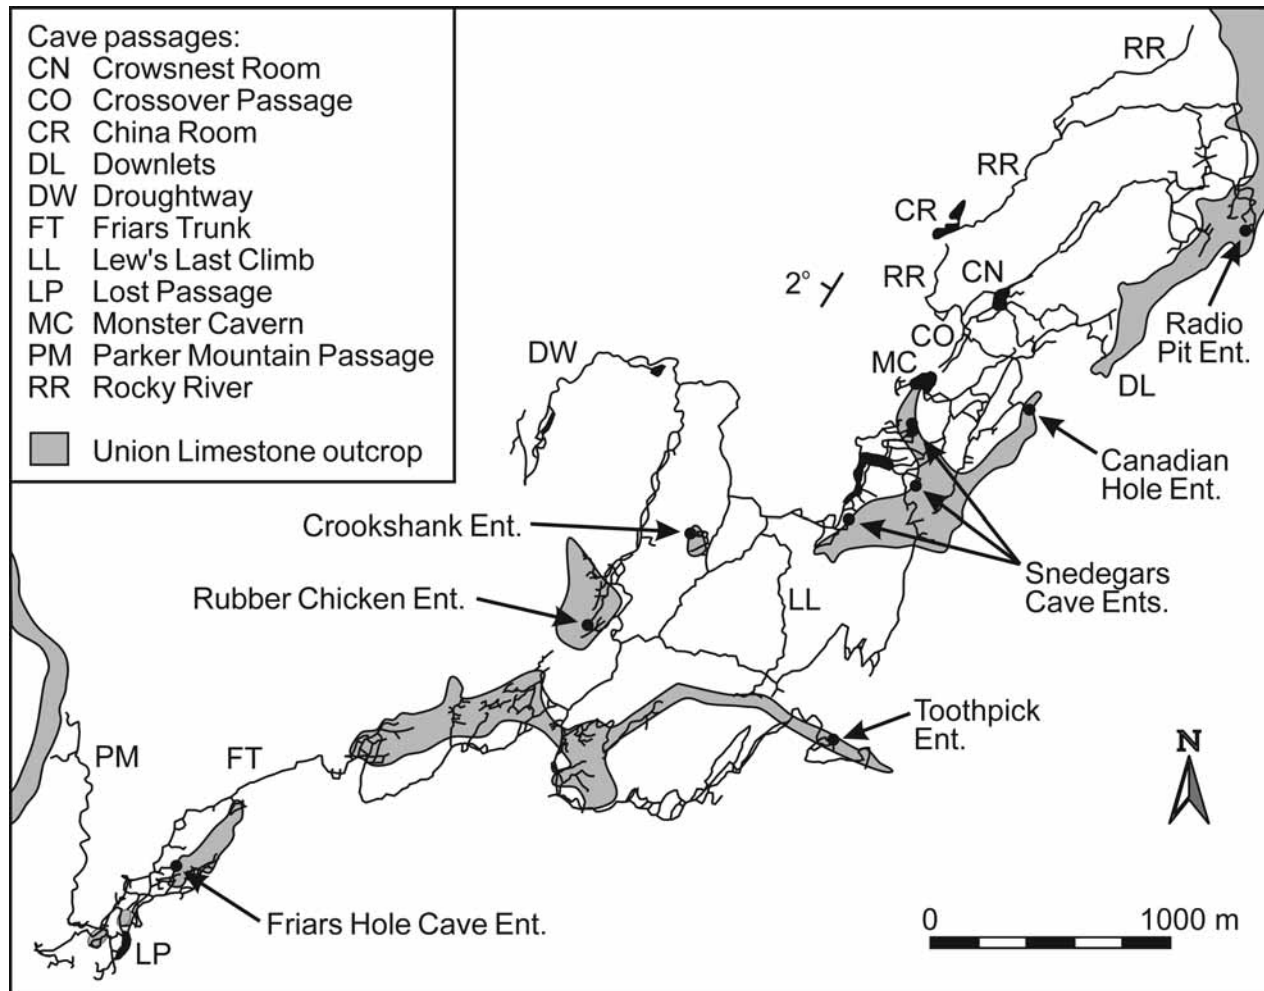 Cave passages:
CN Crowsnest Room
CO Crossover Passage
CR China Room
DL Downlets
DW Droughtway
FT Friars Trunk
LL Lew's Last Climb
LP Lost Passage
MC Monster Cavern
PM Parker Mountain Passage
RR Rocky River
Union Limestone outcrop
RR
RR
CR
RR
CN
2°
CO
MC
DW
Radio
Pit Ent.
DL
Canadian
Hole Ent.
Crookshank Ent.
Snedegars
Cave Ents.
Rubber Chicken Ent.
LL
Toothpick
Ent.
PM
FT
N
Friars Hole Cave Ent.
LP
0 1000 m